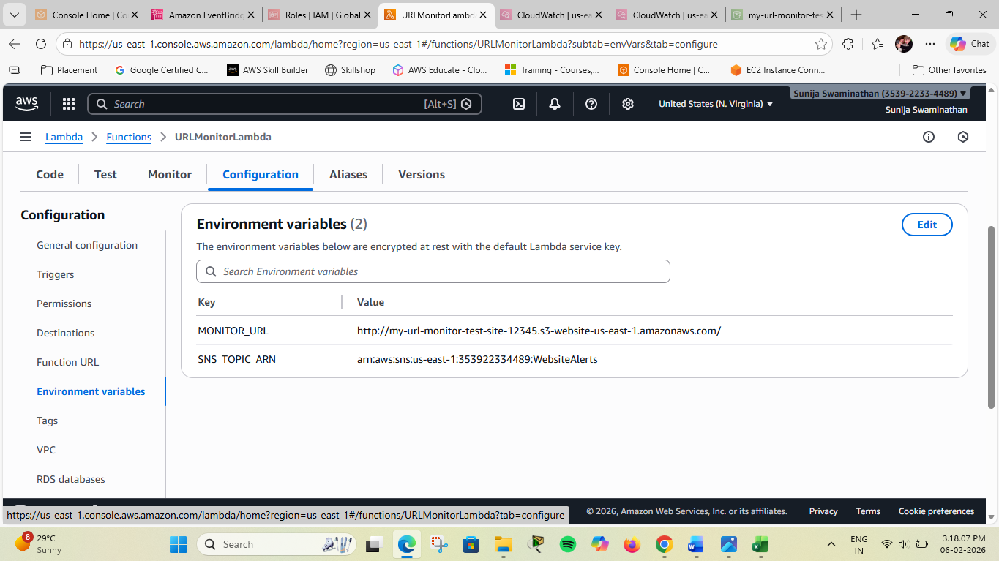 Console Home | Co
Amazon EventBridg
Roles | IAM | Global
URLMonitorLambda
CloudWatch | us-ea
CloudWatch | us-ea
my-url-monitor-tes
https://us-east-1.console.aws.amazon.com/lambda/home?region=us-east-1#/functions/URLMonitorLambda?subtab=envVars&tab=configure
Chat
Placement
Google Certified C...
AWS Skill Builder
Skillshop
AWS Educate - Clo...
Training - Courses,...
Console Home | C...
EC2 Instance Conn...
Other favorites
aws
Search
[Alt+S]
United States (N. Virginia)
Sunija Swaminathan (3539-2233-4489)
Sunija Swaminathan
Lambda
Functions
URLMonitorLambda
Code
Test
Monitor
Configuration
Aliases
Versions
Configuration
General configuration
Triggers
Permissions
Destinations
Function URL
Environment variables
Tags
VPC
RDS databases
Environment variables (2)
Edit
The environment variables below are encrypted at rest with the default Lambda service key.
Search Environment variables
Key Value
MONITOR_URL http://my-url-monitor-test-site-12345.s3-website-us-east-1.amazonaws.com/
SNS_TOPIC_ARN arn:aws:sns:us-east-1:353922334489:WebsiteAlerts
https://us-east-1.console.aws.amazon.com/lambda/home?region=us-east-1#/functions/URLMonitorLambda?tab=configure
© 2026, Amazon Web Services, Inc. or its affiliates.
Privacy
Terms
Cookie preferences
8
29°C
Sunny
Search
ENG
IN
3.18.07 PM
06-02-2026